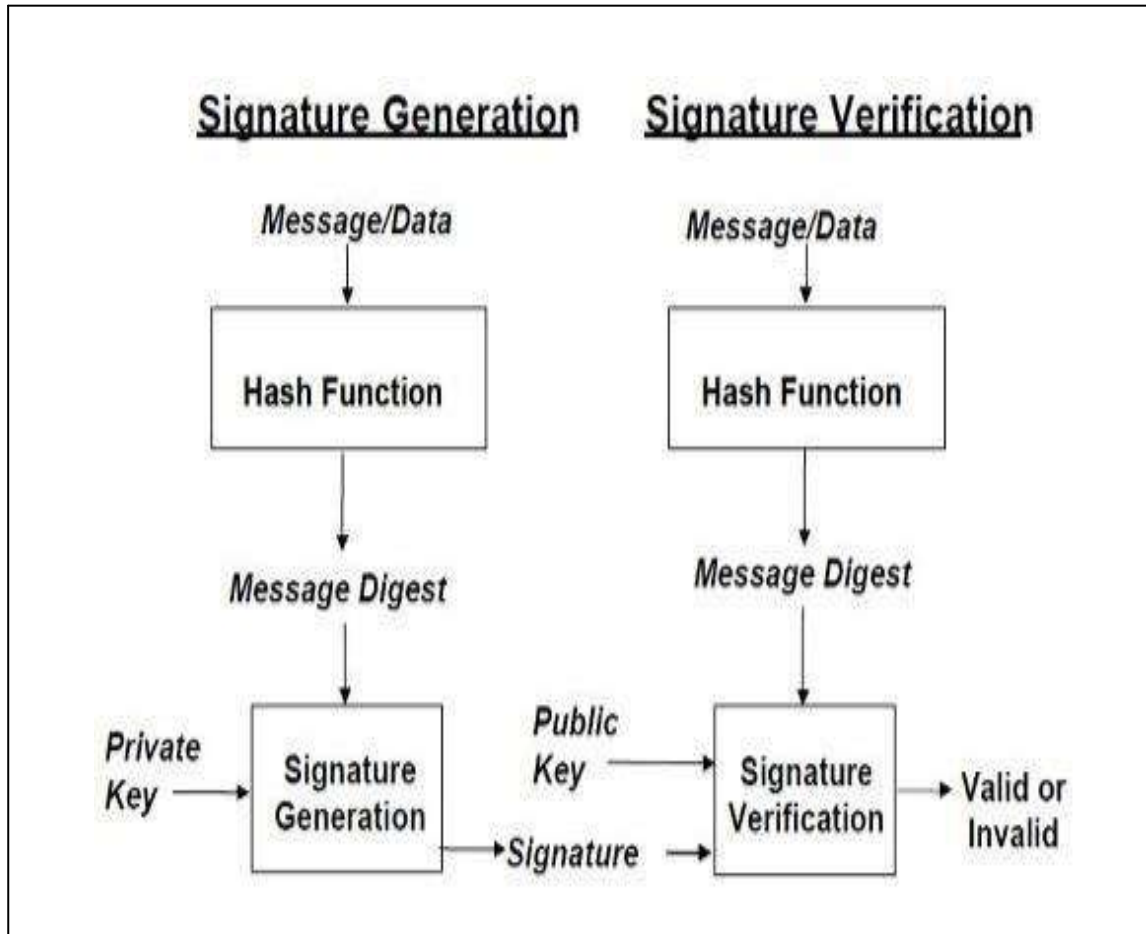 Signature Generation
Signature Verification
Message/Data
Message/Data
Hash Function
Hash Function
Message Digest
Message Digest
Private
Key
Signature
Generation
Public
Key
Signature
Verification
Valid or
Invalid
Signature